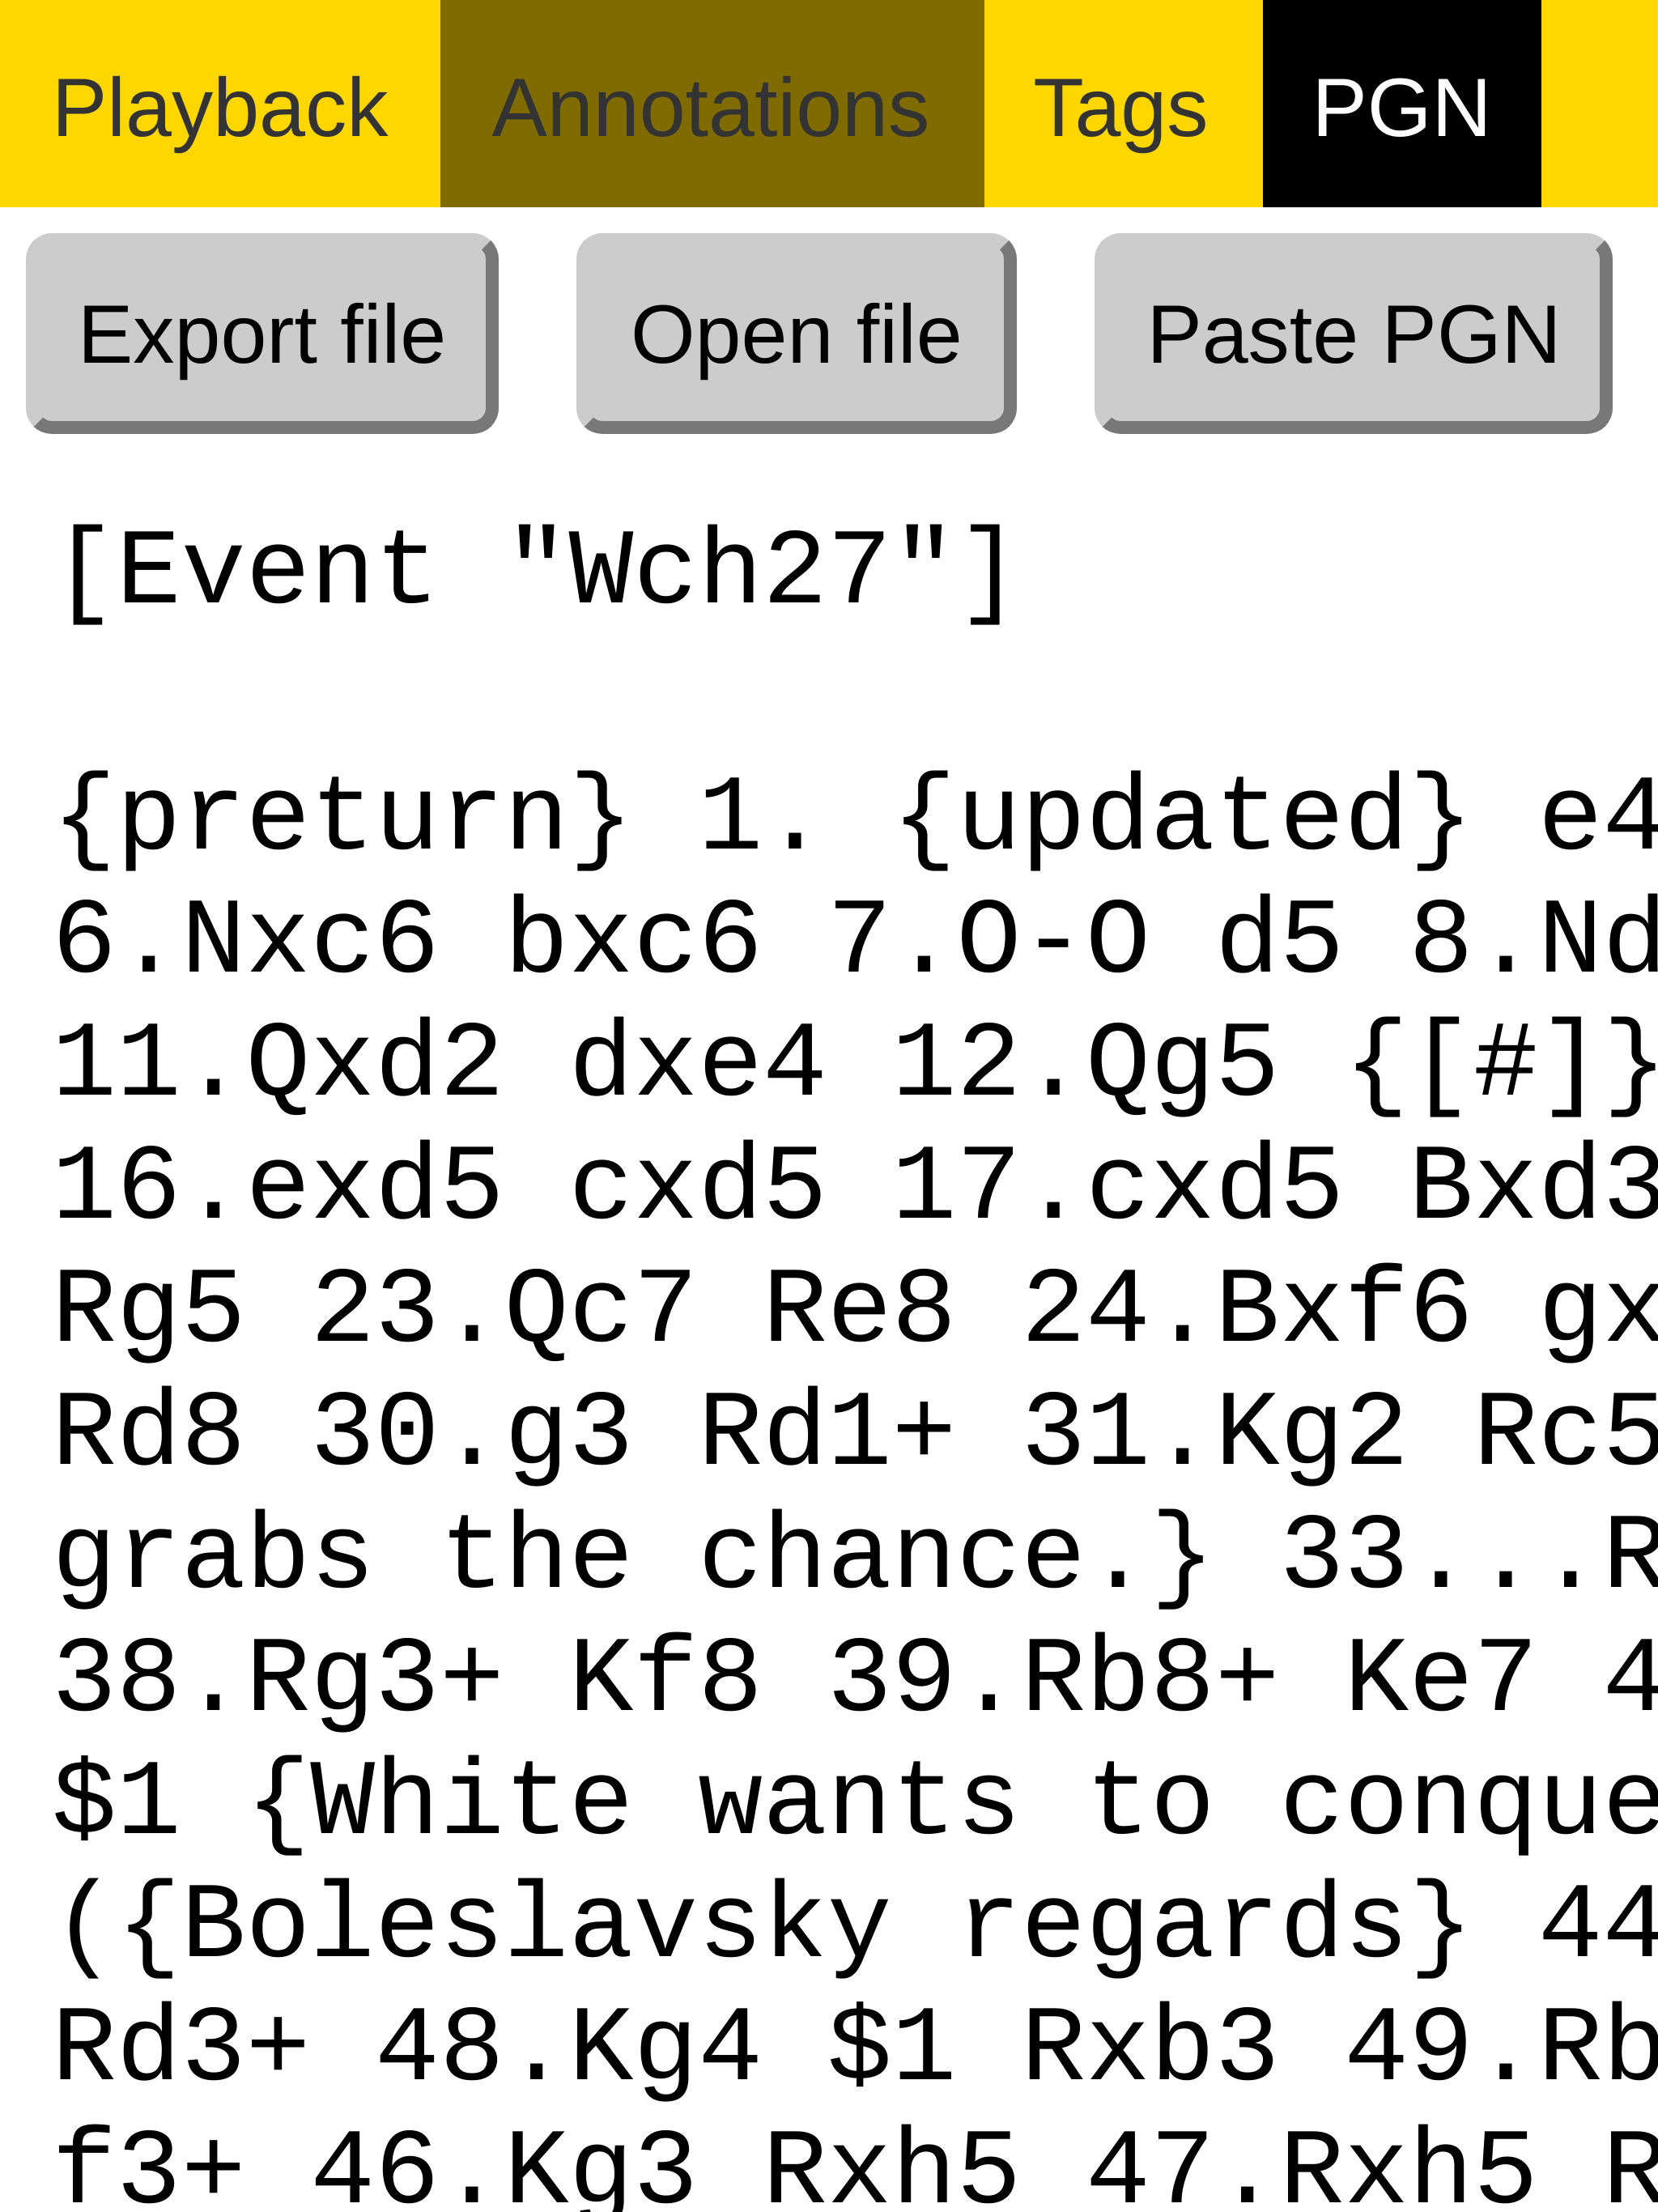 Playback Annotations Tags PGN
Export file Open file Paste PGN
[Event "Wch27"]
{preturn} 1. {updated} e4
6.Nxc6 bxc6 7.O-O d5 8.Nd
11.Qxd2 dxe4 12.Qg5 {[#]}
16.exd5 cxd5 17.cxd5 Bxd3
Rg5 23.Qc7 Re8 24.Bxf6 gx
Rd8 30.g3 Rd1+ 31.Kg2 Rc5
grabs the chance.} 33...R
38.Rg3+ Kf8 39.Rb8+ Ke7 4
$1 {White wants to conque
({Boleslavsky regards} 44
Rd3+ 48.Kg4 $1 Rxb3 49.Rb
f3+ 46.Kg3 Rxh5 47.Rxh5 R